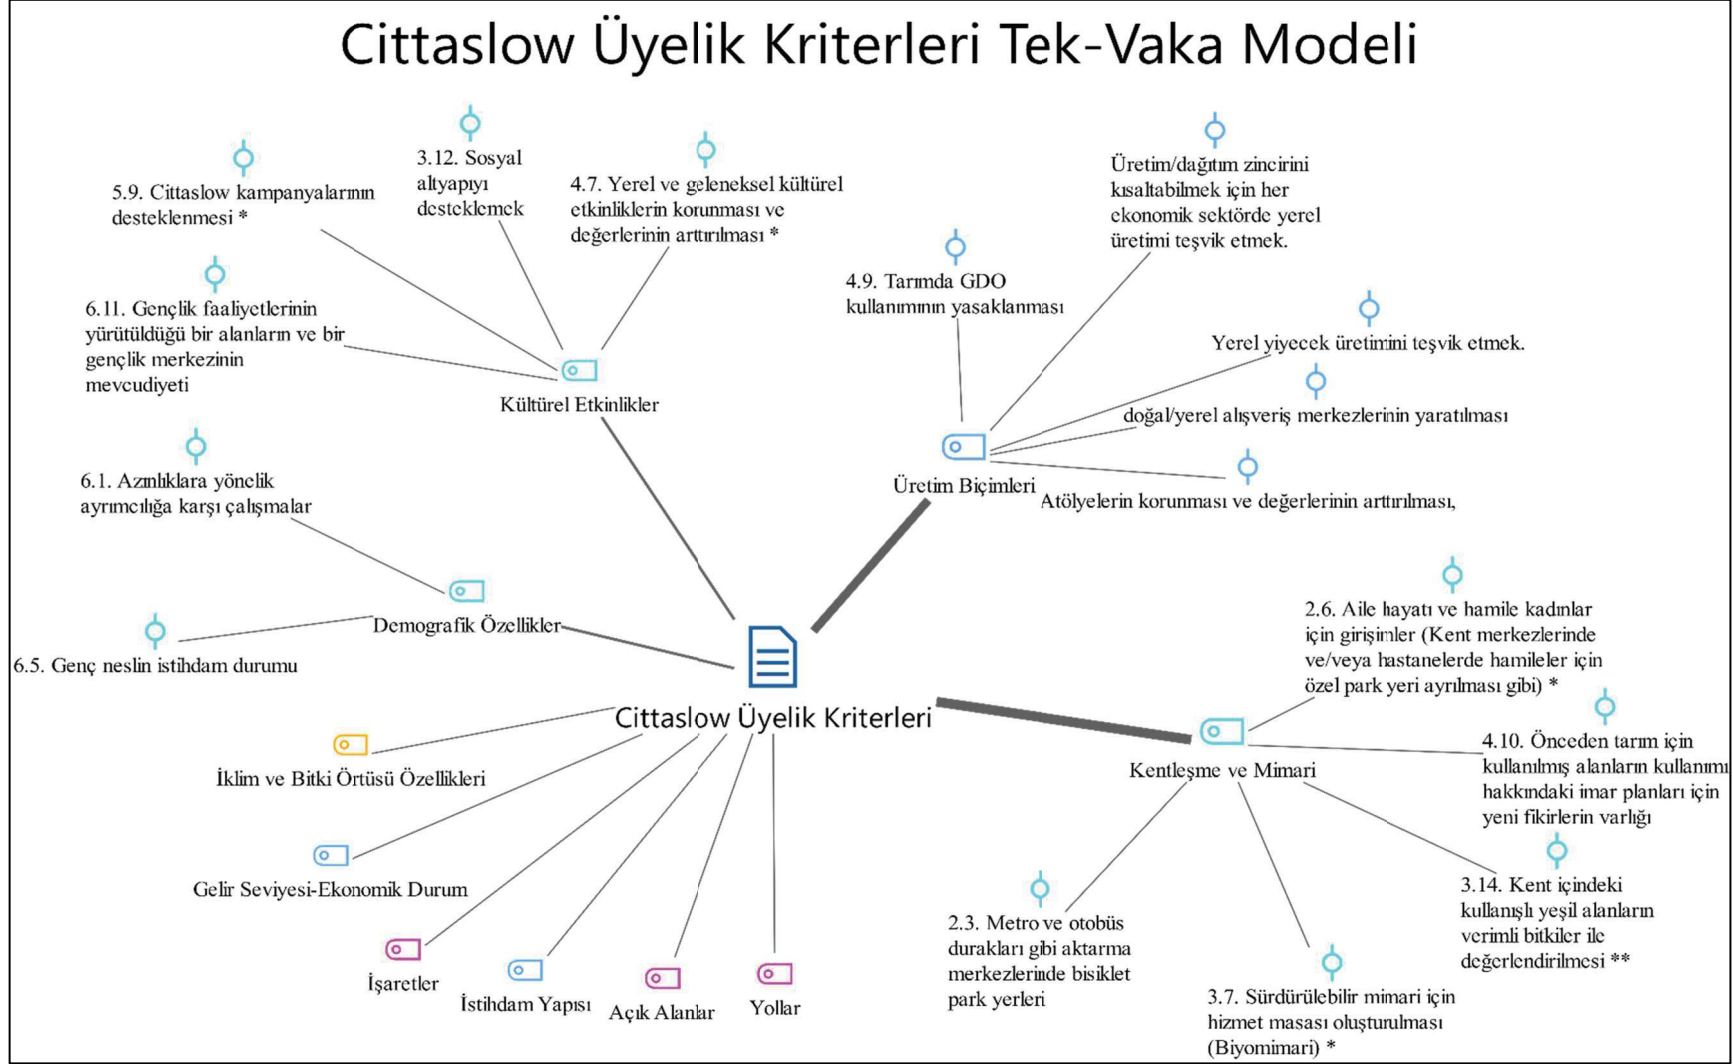 Cittaslow Üyelik Kriterleri Tek-Vaka Modeli
5.9. Cittaslow kampanyalarının
desteklenmesi *
3.12. Sosyal
altyapıyı
desteklemek
4.7. Yerel ve geleneksel kültürel
etkinliklerin korunması ve
değerlerinin arttırılması *
6.11. Gençlik faaliyetlerinin
yürütüldüğü bir alanların ve bir
gençlik merkezinin
mevcudiyeti
Kültürel Etkinlikler
6.1. Azınlıklara yönelik
ayrımcılığa karşı çalışmalar
Demografik Özellikler
6.5. Genç neslin istihdam durumu
Üretim/dağıtım zincirini
kısaltabilmek için her
ekonomik sektörde yerel
üretimi teşvik etmek.
4.9. Tarımda GDO
kullanımının yasaklanması
Yerel yiyecek üretimini teşvik etmek.
doğal/yerel alışveriş merkezlerinin yaratılması
Üretim Biçimleri
Atölyelerin korunması ve değerlerinin arttırılması,
Cittaslow Üyelik Kriterleri
2.6. Aile hayatı ve hamile kadınlar
için girişimler (Kent merkezlerinde
ve/veya hastanelerde hamileler için
özel park yeri ayrılması gibi) *
Kentleşme ve Mimari
4.10. Önceden tarım için
kullanılmış alanların kullanımı
hakkındaki imar planları için
yeni fikirlerin varlığı
3.14. Kent içindeki
kullanışlı yeşil alanların
verimli bitkiler ile
değerlendirilmesi **
2.3. Metro ve otobüs
durakları gibi aktarma
merkezlerinde bisiklet
park yerleri
3.7. Sürdürülebilir mimari için
hizmet masası oluşturulması
(Biyomimari) *
İklim ve Bitki Örtüsü Özellikleri
Gelir Seviyesi-Ekonomik Durum
İşaretler
İstihdam Yapısı
Açık Alanlar
Yollar